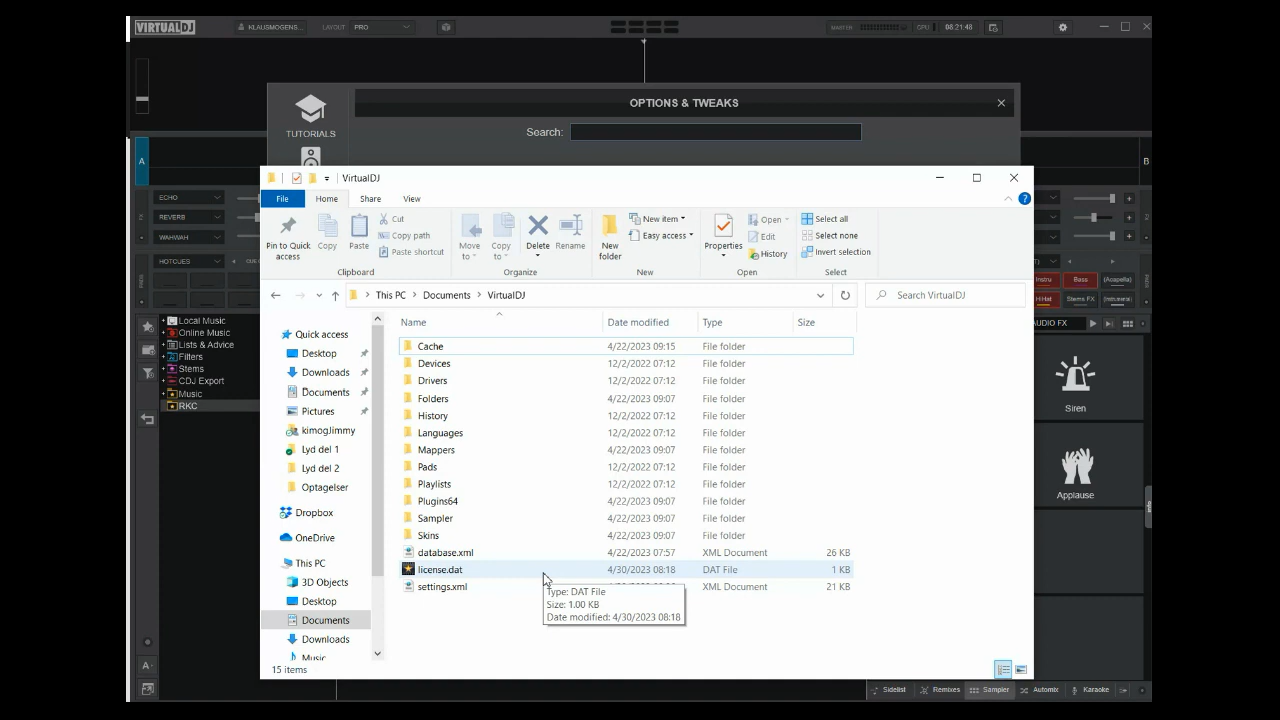 VIRTUALDJ
KLAUSMOGENS...
LAYOUT: PRO
MASTER
CPU
08:21:48
OPTIONS & TWEAKS
TUTORIALS
Search:
A
B
ECHO
REVERB
WAHWAH
HOTCUES
Instru
Bass
(Acapella)
HiHat
Stems FX
(Instrumental)
AUDIO FX
Local Music
Online Music
Lists & Advice
Filters
Stems
CDJ Export
Music
RKC
Siren
Applause
info
Sidelist
Remixes
Sampler
Automix
Karaoke
VirtualDJ
File
Home
Share
View
Pin to Quick
access
Copy
Paste
Cut
Copy path
Paste shortcut
Clipboard
Move
to
Copy
to
Delete
Rename
Organize
New
folder
New item
Easy access
New
Properties
Open
Edit
History
Open
Select all
Select none
Invert selection
Select
This PC > Documents > VirtualDJ
Search VirtualDJ
Quick access
Desktop
Downloads
Documents
Pictures
kimogJimmy
Lyd del 1
Lyd del 2
Optagelser
Dropbox
OneDrive
This PC
3D Objects
Desktop
Documents
Downloads
Music
Name Date modified Type Size
Cache 4/22/2023 09:15 File folder
Devices 12/2/2022 07:12 File folder
Drivers 12/2/2022 07:12 File folder
Folders 4/22/2023 09:07 File folder
History 12/2/2022 07:12 File folder
Languages 12/2/2022 07:12 File folder
Mappers 4/22/2023 09:07 File folder
Pads 12/2/2022 07:12 File folder
Playlists 12/2/2022 07:12 File folder
Plugins64 4/22/2023 09:07 File folder
Sampler 4/22/2023 09:07 File folder
Skins 4/22/2023 09:07 File folder
database.xml 4/22/2023 07:57 XML Document 26 KB
license.dat 4/30/2023 08:18 DAT File 1 KB
settings.xml XML Document 21 KB
Type: DAT File
Size: 1.00 KB
Date modified: 4/30/2023 08:18
15 items